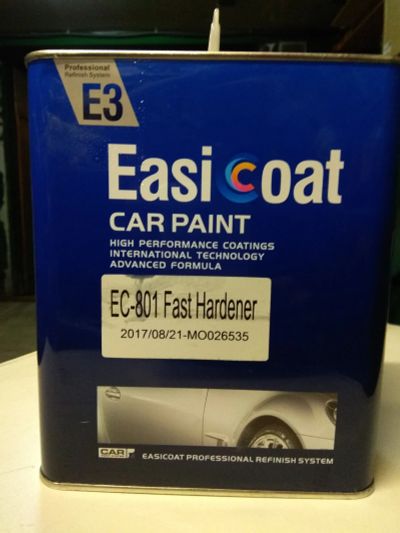 Professional
Refinish System
E3
Easicoat
CAR PAINT
HIGH PERFORMANCE COATINGS
INTERNATIONAL TECHNOLOGY
ADVANCED FORMULA
EC-801 Fast Hardener
2017/08/21-MO026535
CAR
EASICOAT PROFESSIONAL REFINISH SYSTEM